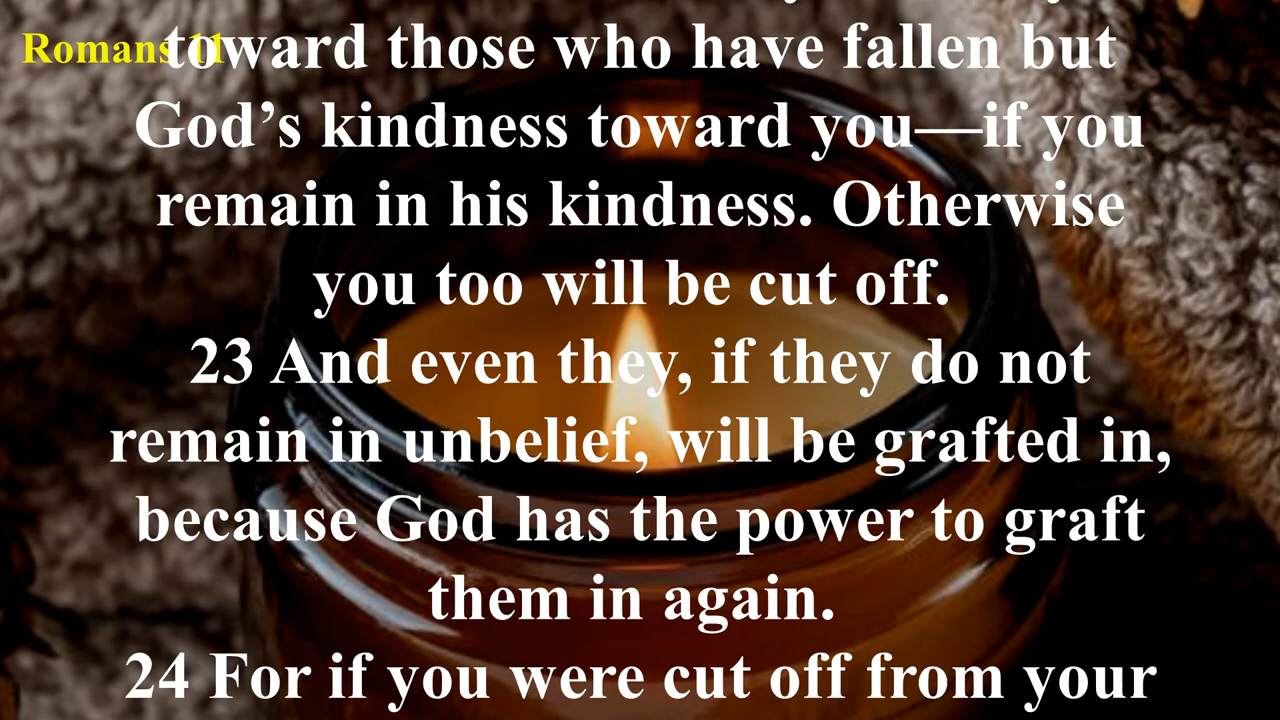 Romans 11
toward those who have fallen but
God’s kindness toward you—if you
remain in his kindness. Otherwise
you too will be cut off.
23 And even they, if they do not
remain in unbelief, will be grafted in,
because God has the power to graft
them in again.
24 For if you were cut off from your